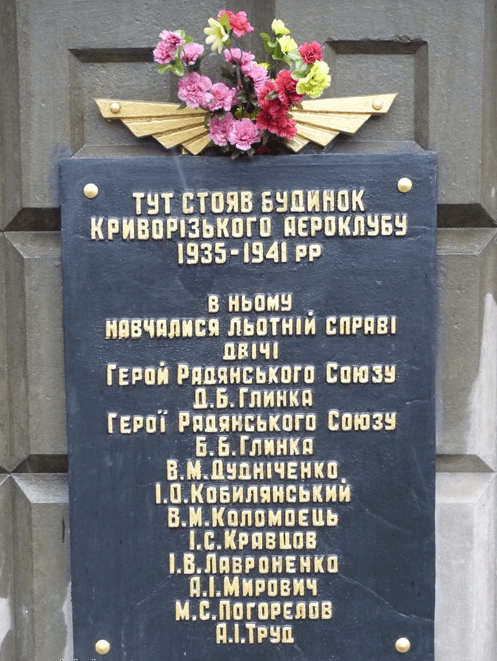 ТУТ СТОЯВ БУДИНОК
КРИВОРІЗЬКОГО АЕРОКЛУБУ
1935-1941 РР
В НЬОМУ
НАВЧАЛИСЯ ЛЬОТНІЙ СПРАВІ
ДВІЧІ
ГЕРОЙ РАДЯНСЬКОГО СОЮЗУ
Д.Б.ГЛИНКА
ГЕРОЇ РАДЯНСЬКОГО СОЮЗУ
Б.Б.ГЛИНКА
В.М.ДУДНІЧЕНКО
І.О.КОБИЛЯНСЬКИЙ
В.М.КОЛОМОЄЦЬ
І.С.КРАВЦОВ
І.В.ЛАВРОНЕНКО
А.І.МИРОВИЧ
М.С.ПОГОРЄЛОВ
А.І.ТРУД